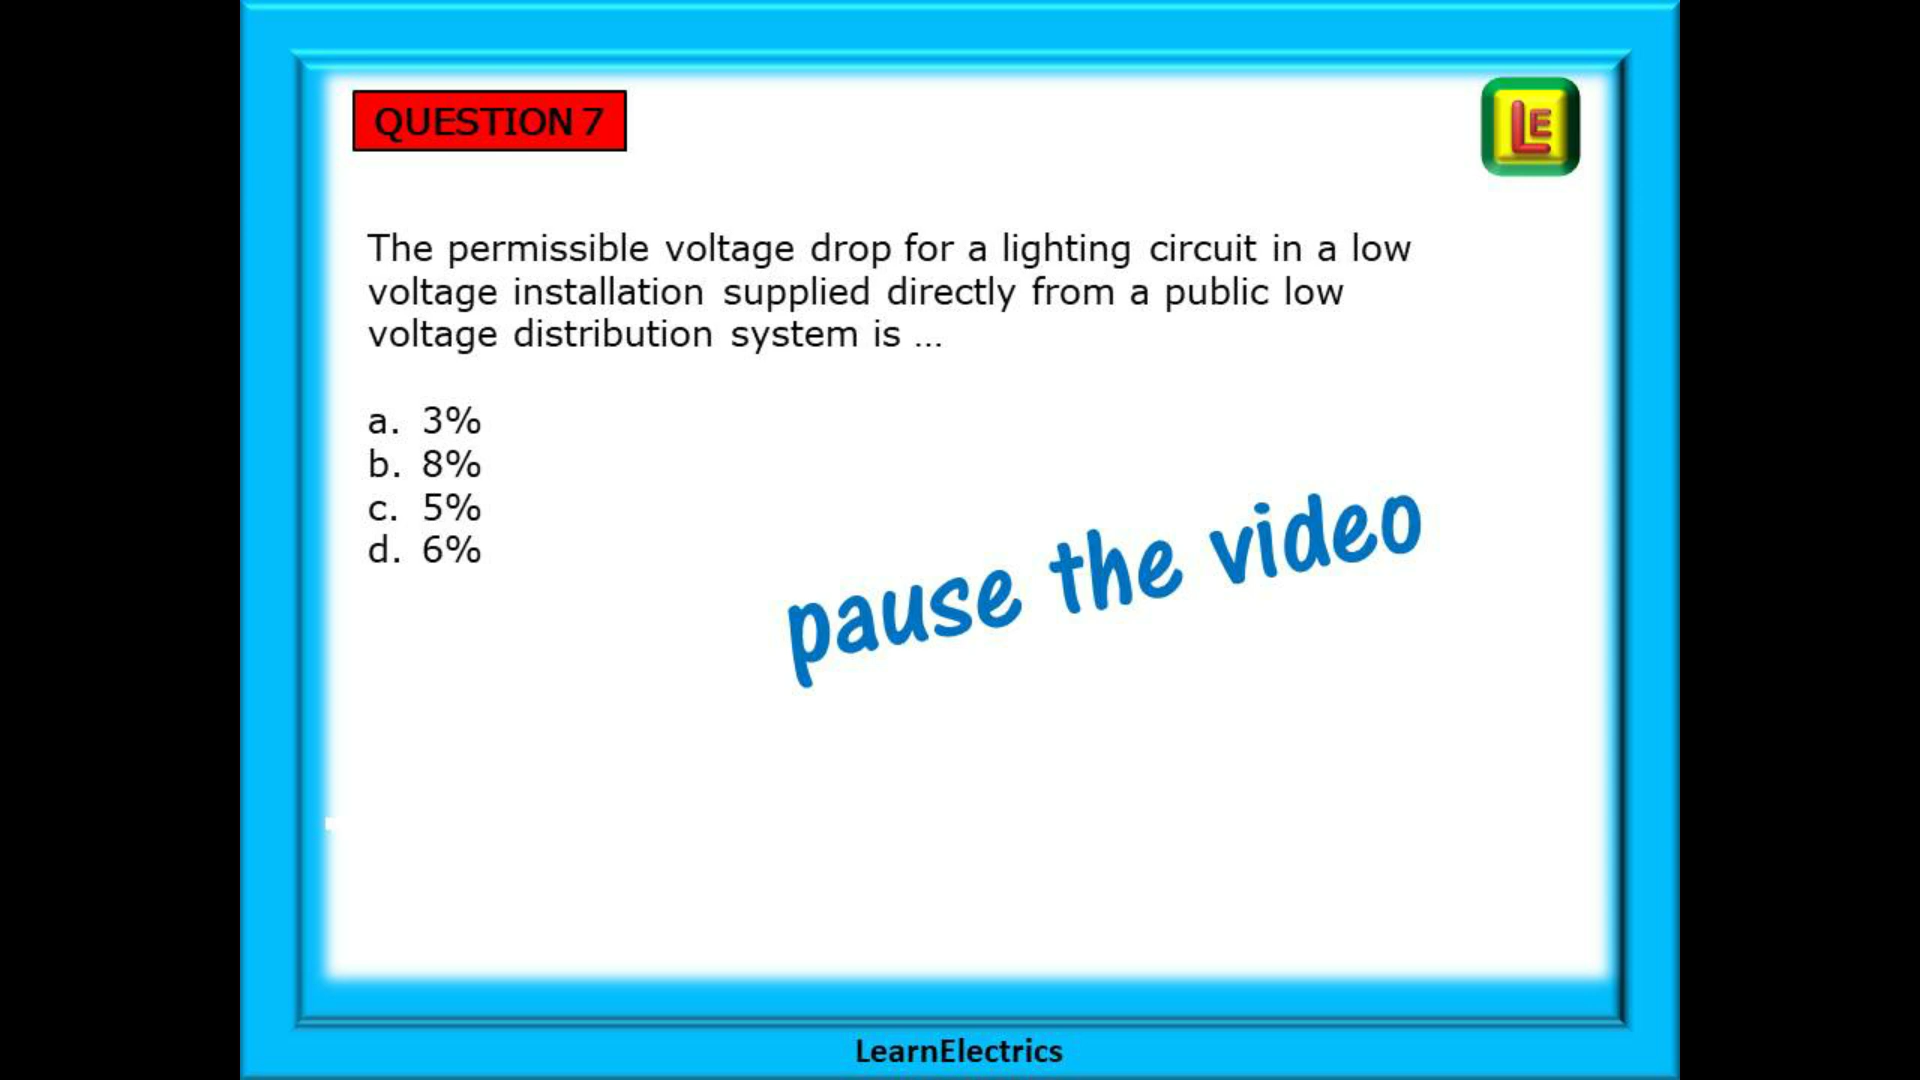 QUESTION 7
LE
The permissible voltage drop for a lighting circuit in a low
voltage installation supplied directly from a public low
voltage distribution system is ...
a. 3%
b. 8%
c. 5%
d. 6%
pause the video
LearnElectrics